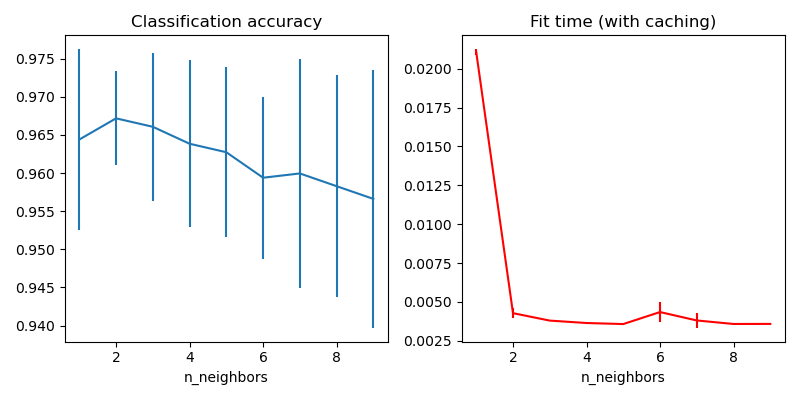 Classification accuracy
0.975
0.970
0.965
0.960
0.955
0.950
0.945
0.940
2 4 6 8
n_neighbors
Fit time (with caching)
0.0200
0.0175
0.0150
0.0125
0.0100
0.0075
0.0050
0.0025
2 4 6 8
n_neighbors